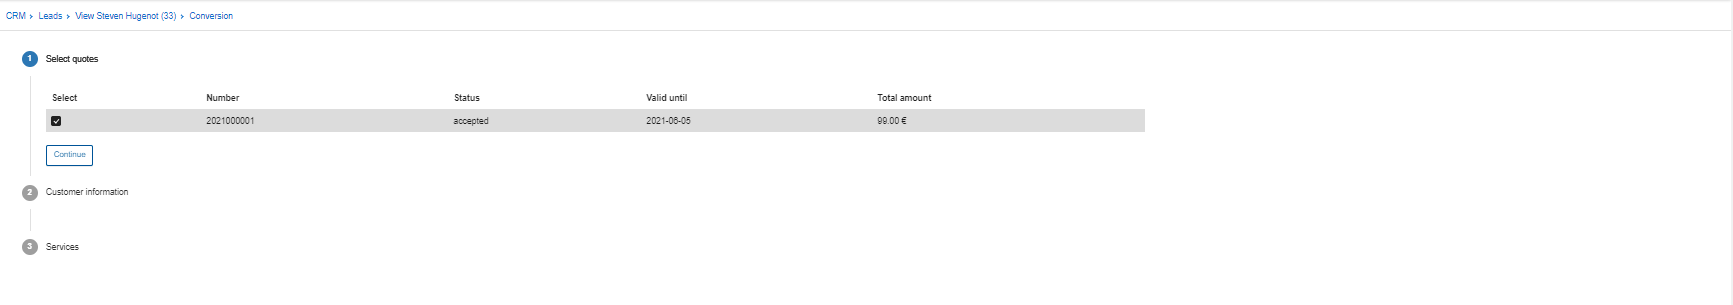 CRM › Leads › View Steven Hugenot (33) › Conversion
1 Select quotes
Select Number Status Valid until Total amount
2021000001 accepted 2021-06-05 99.00 €
Continue
2 Customer information
3 Services